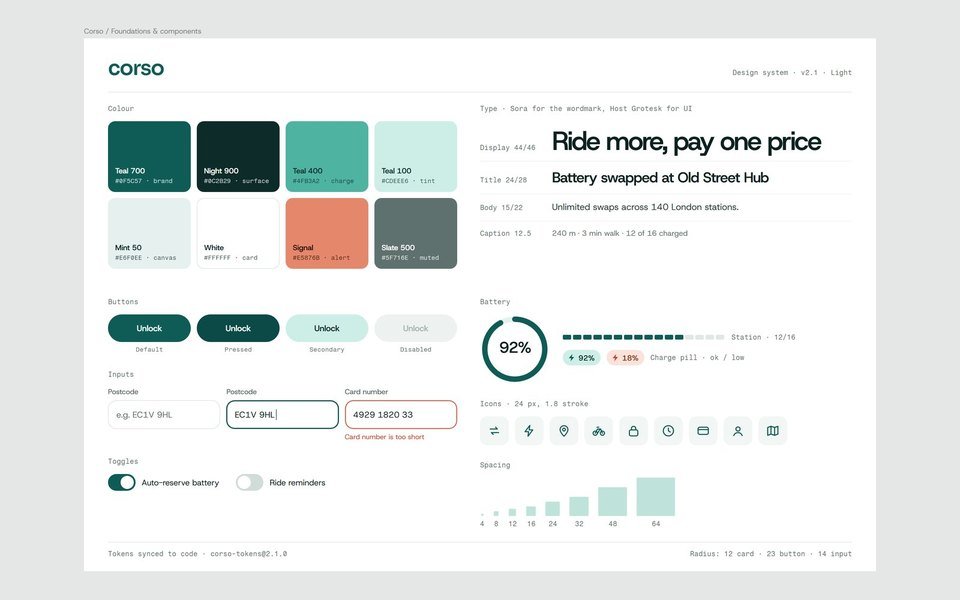 Corso / Foundations & components
corso
Design system · v2.1 · Light
Colour
Teal 700
#0F5C57 · brand
Night 900
#0C2B29 · surface
Teal 400
#4FB3A2 · charge
Teal 100
#CDEEE6 · tint
Mint 50
#E6F0EE · canvas
White
#FFFFFF · card
Signal
#E5876B · alert
Slate 500
#5F716E · muted
Type · Sora for the wordmark, Host Grotesk for UI
Display 44/46
Ride more, pay one price
Title 24/28
Battery swapped at Old Street Hub
Body 15/22
Unlimited swaps across 140 London stations.
Caption 12.5
240 m · 3 min walk · 12 of 16 charged
Buttons
Unlock
Default
Unlock
Pressed
Unlock
Secondary
Unlock
Disabled
Inputs
Postcode
e.g. EC1V 9HL
Postcode
EC1V 9HL
Card number
4929 1820 33
Card number is too short
Toggles
Auto-reserve battery
Ride reminders
Battery
92%
Station · 12/16
92%
18%
Charge pill · ok / low
Icons · 24 px, 1.8 stroke
Spacing
4 8 12 16 24 32 48 64
Tokens synced to code · corso-tokens@2.1.0
Radius: 12 card · 23 button · 14 input